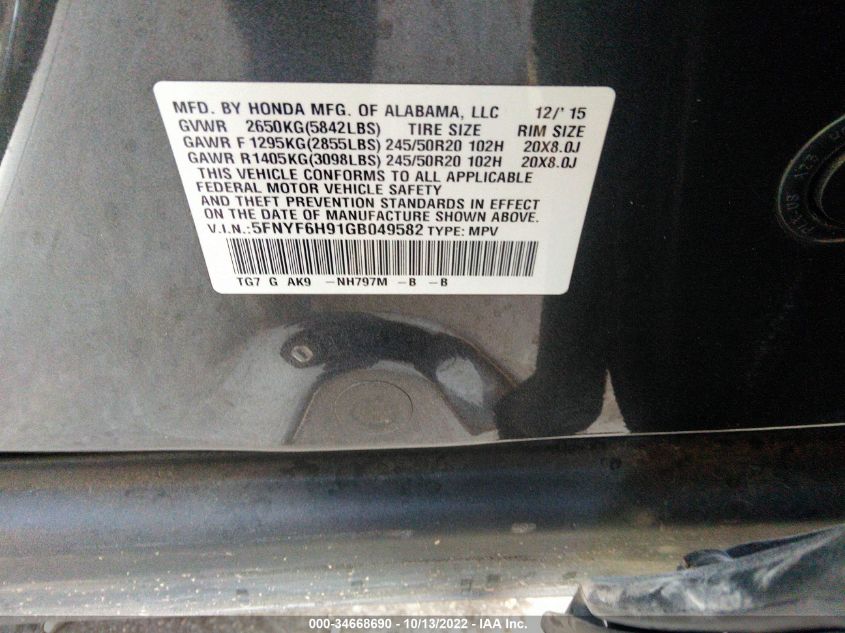 MFD. BY HONDA MFG. OF ALABAMA, LLC 12/'15
GVWR 2650KG(5842LBS) TIRE SIZE RIM SIZE
GAWR F 1295KG(2855LBS) 245/50R20 102H 20X8.0J
GAWR R 1405KG(3098LBS) 245/50R20 102H 20X8.0J
THIS VEHICLE CONFORMS TO ALL APPLICABLE
FEDERAL MOTOR VEHICLE SAFETY
AND THEFT PREVENTION STANDARDS IN EFFECT
ON THE DATE OF MANUFACTURE SHOWN ABOVE.
V.I.N.:5FNYF6H91GB049582 TYPE: MPV
TG7 G AK9 -NH797M -B -B
000-34668690 - 10/13/2022 - IAA Inc.